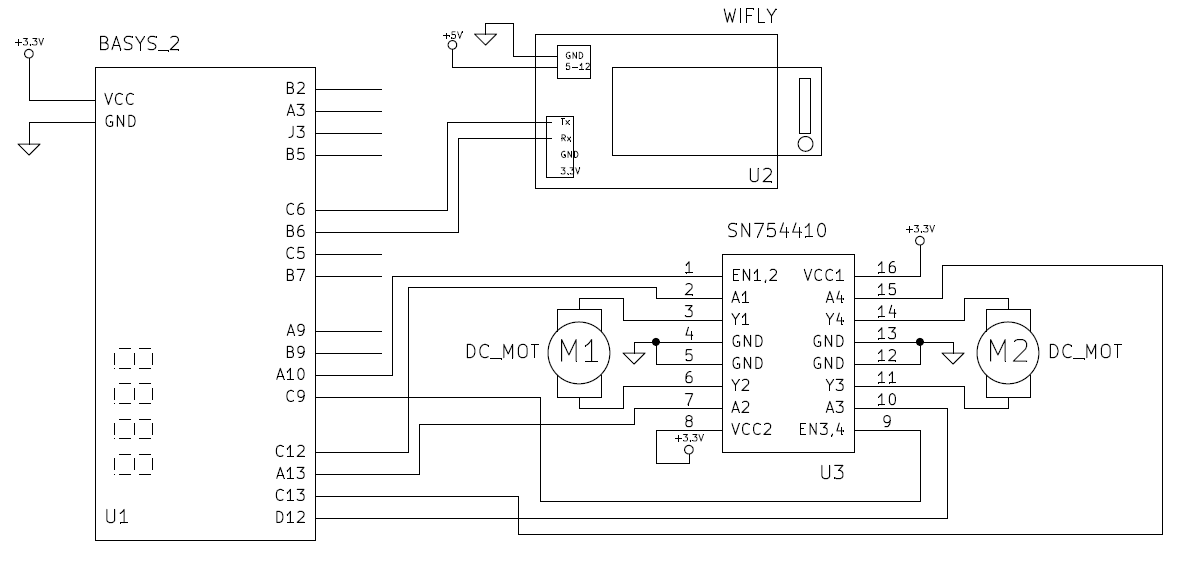 WIFLY
+3.3V
BASYS_2
+5V
GND
5-12
VCC
GND
B2
A3
J3
B5
Tx
Rx
GND
3.3V
U2
C6
B6
C5
B7
A9
B9
A10
C9
C12
A13
C13
D12
U1
SN754410
+3.3V
1 EN1,2 VCC1 16
2 A1 A4 15
3 Y1 Y4 14
4 GND GND 13
5 GND GND 12
6 Y2 Y3 11
7 A2 A3 10
8 VCC2 EN3,4 9
+3.3V
U3
DC_MOT M1
M2 DC_MOT